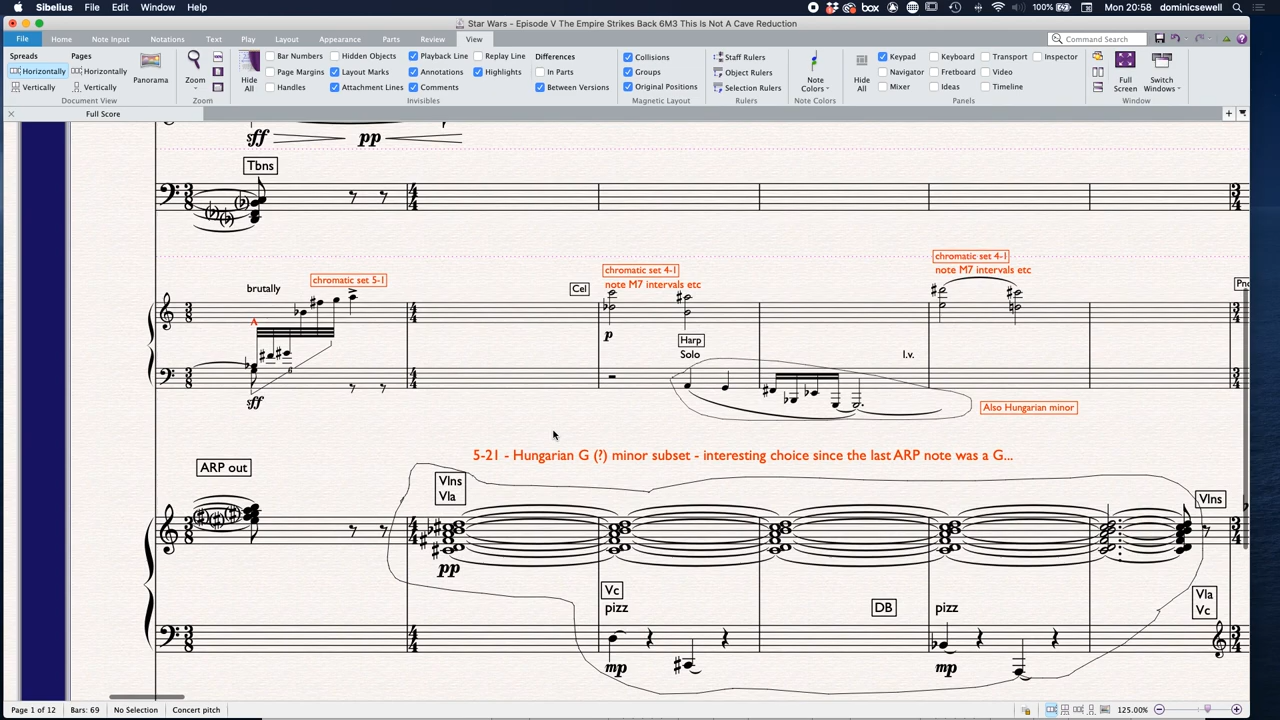 Sibelius File Edit Window Help
box 100% Mon 20:58 dominicsewell
Star Wars - Episode V The Empire Strikes Back 6M3 This Is Not A Cave Reduction
File Home Note Input Notations Text Play Layout Appearance Parts Review View Command Search
Spreads Pages Bar Numbers Hidden Objects Playback Line Replay Line Differences Collisions Staff Rulers Keypad Keyboard Transport Inspector
Horizontally Horizontally Page Margins Layout Marks Annotations Highlights In Parts Groups Object Rulers Navigator Fretboard Video
Vertically Vertically Panorama Zoom Hide All Handles Attachment Lines Comments Between Versions Original Positions Selection Rulers Note Colors Hide All Mixer Ideas Timeline Full Screen Switch Windows
Document View Zoom Invisibles Magnetic Layout Rulers Note Colors Panels Window
Full Score
sff pp
Tbns
3 8 4 4 3 4
chromatic set 4-1
note M7 intervals etc
chromatic set 4-1
note M7 intervals etc
chromatic set 5-1
brutally Cel
A
p
Harp
Solo l.v.
6
sff
Also Hungarian minor
5-21 - Hungarian G (?) minor subset - interesting choice since the last ARP note was a G...
ARP out
Vlns
Vla
Vlns
pp
Vc
pizz
DB pizz
Vla
Vc
mp mp
Page 1 of 12 Bars: 69 No Selection Concert pitch 125.00%